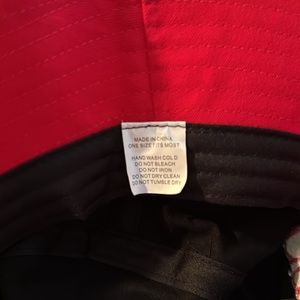 MADE IN CHINA
ONE SIZE FITS MOST
HAND WASH COLD
DO NOT BLEACH
DO NOT IRON
DO NOT DRY CLEAN
DO NOT TUMBLE DRY